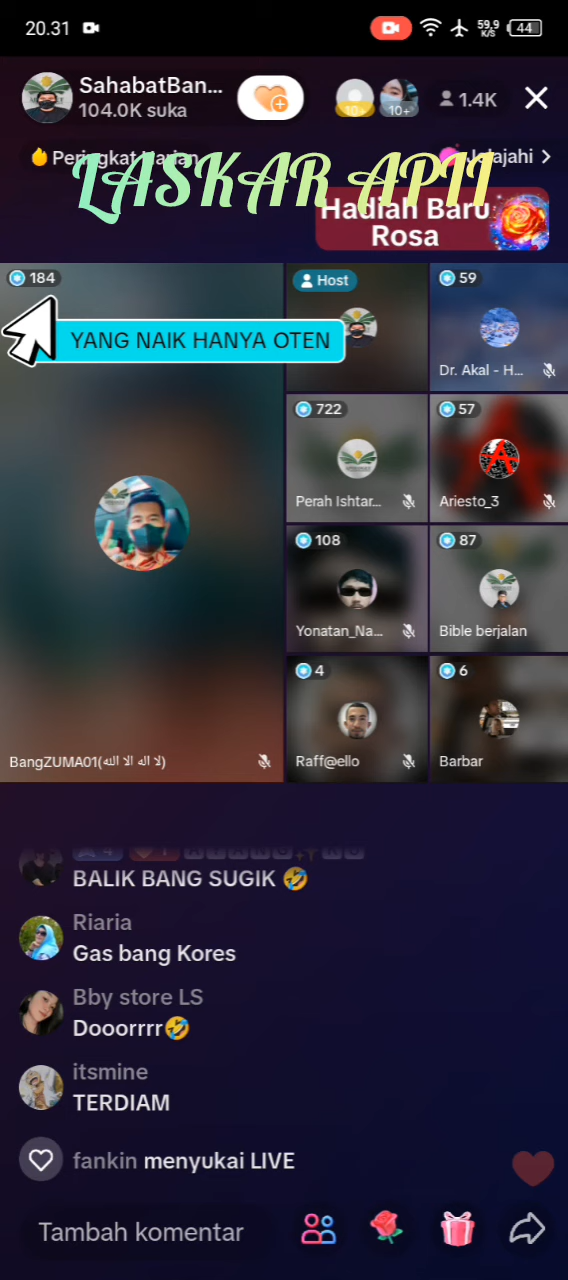 20.31
59,9
K/S
44
SahabatBan...
104.0K suka
10+
10+
1.4K
Peringkat Harian
Jelajahi
LASKAR APII
Hadiah Baru
Rosa
184
Host
59
YANG NAIK HANYA OTEN
Dr. Akal - H...
722
57
Perah Ishtar...
Ariesto_3
108
87
Yonatan_Na...
Bible berjalan
4
6
BangZUMA01(لا اله الا الله)
Raff@ello
Barbar
BALIK BANG SUGIK 🤣
Riaria
Gas bang Kores
Bby store LS
Dooorrrr🤣
itsmine
TERDIAM
fankin menyukai LIVE
Tambah komentar